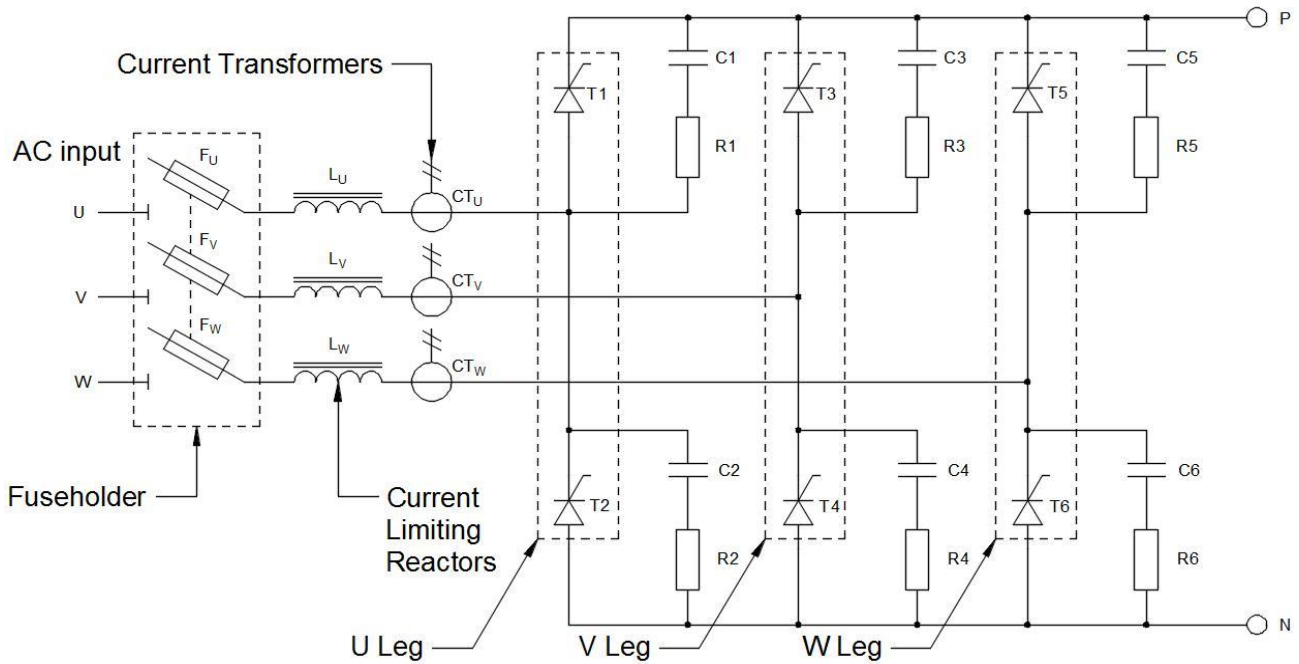 P
Current Transformers
C1
C3
C5
T1
T3
T5
AC input
R1
R3
R5
FU
LU
CTU
U
FV
LV
CTV
V
FW
LW
CTW
W
C2
C4
C6
Fuseholder
Current
Limiting
Reactors
T2
T4
T6
R2
R4
R6
N
U Leg
V Leg
W Leg